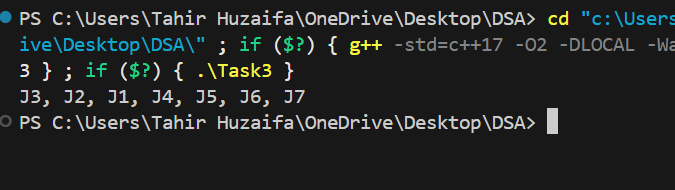 PS C:\Users\Tahir Huzaifa\OneDrive\Desktop\DSA> cd "c:\Users
ive\Desktop\DSA\" ; if ($?) { g++ -std=c++17 -O2 -DLOCAL -Wa
3 } ; if ($?) { .\Task3 }
J3, J2, J1, J4, J5, J6, J7
PS C:\Users\Tahir Huzaifa\OneDrive\Desktop\DSA>